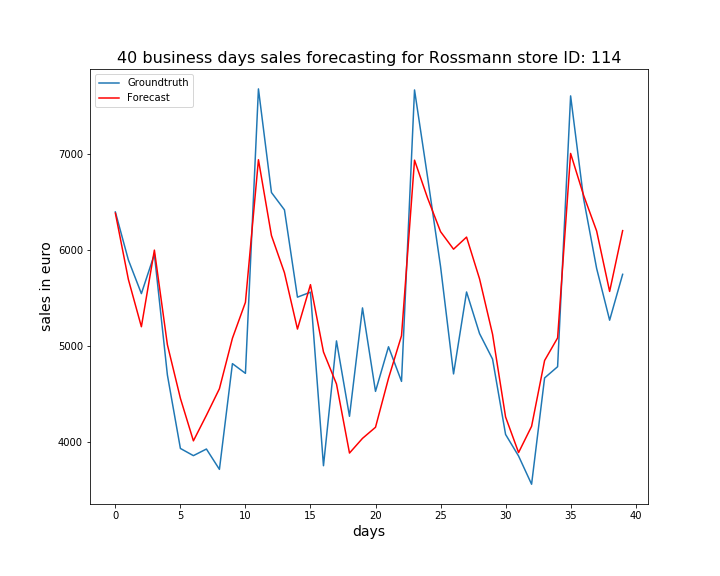 40 business days sales forecasting for Rossmann store ID: 114
Groundtruth
Forecast
7000
6000
5000
4000
sales in euro
0 5 10 15 20 25 30 35 40
days